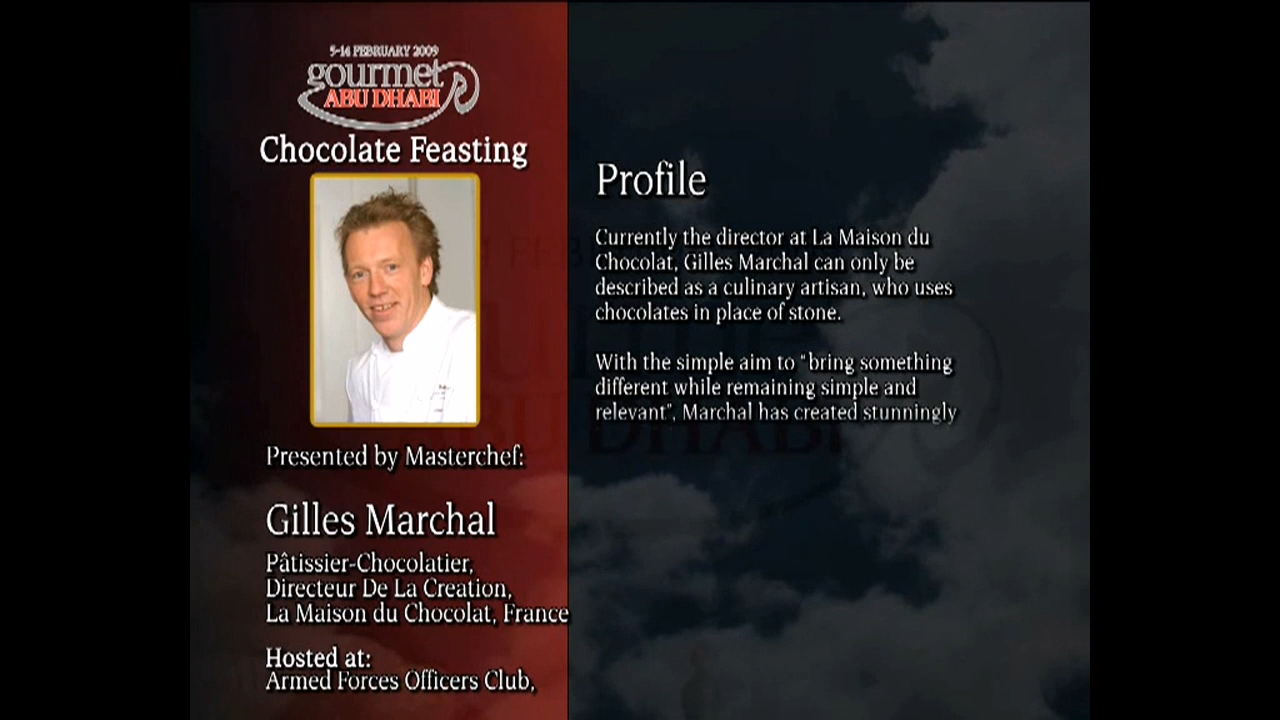 5-14 FEBRUARY 2009
gourmet
ABU DHABI
Chocolate Feasting
Presented by Masterchef:
Gilles Marchal
Pâtissier-Chocolatier,
Directeur De La Creation,
La Maison du Chocolat, France
Hosted at:
Armed Forces Officers Club,
Profile
Currently the director at La Maison du
Chocolat, Gilles Marchal can only be
described as a culinary artisan, who uses
chocolates in place of stone.
With the simple aim to "bring something
different while remaining simple and
relevant", Marchal has created stunningly